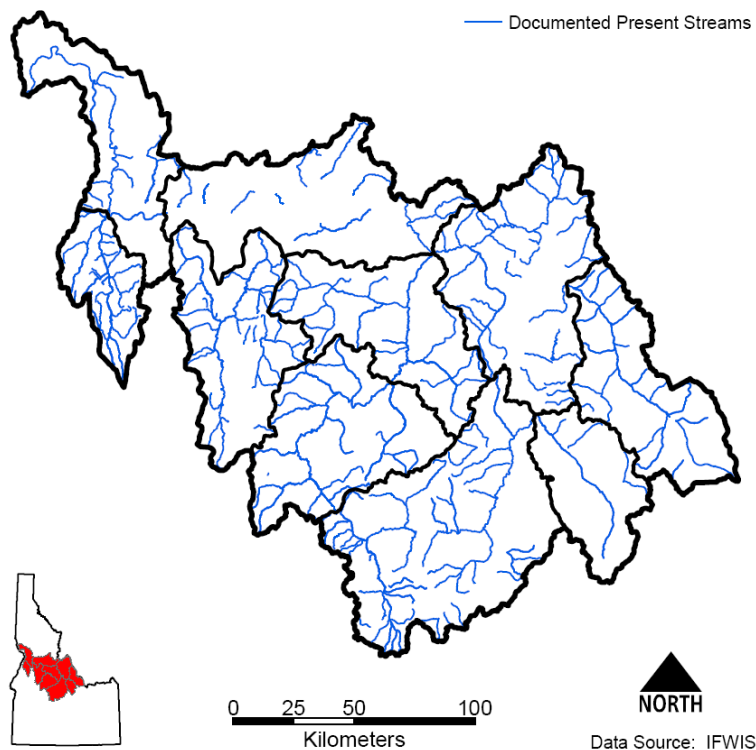 Documented Present Streams
0 25 50 100
Kilometers
NORTH
Data Source: IFWIS